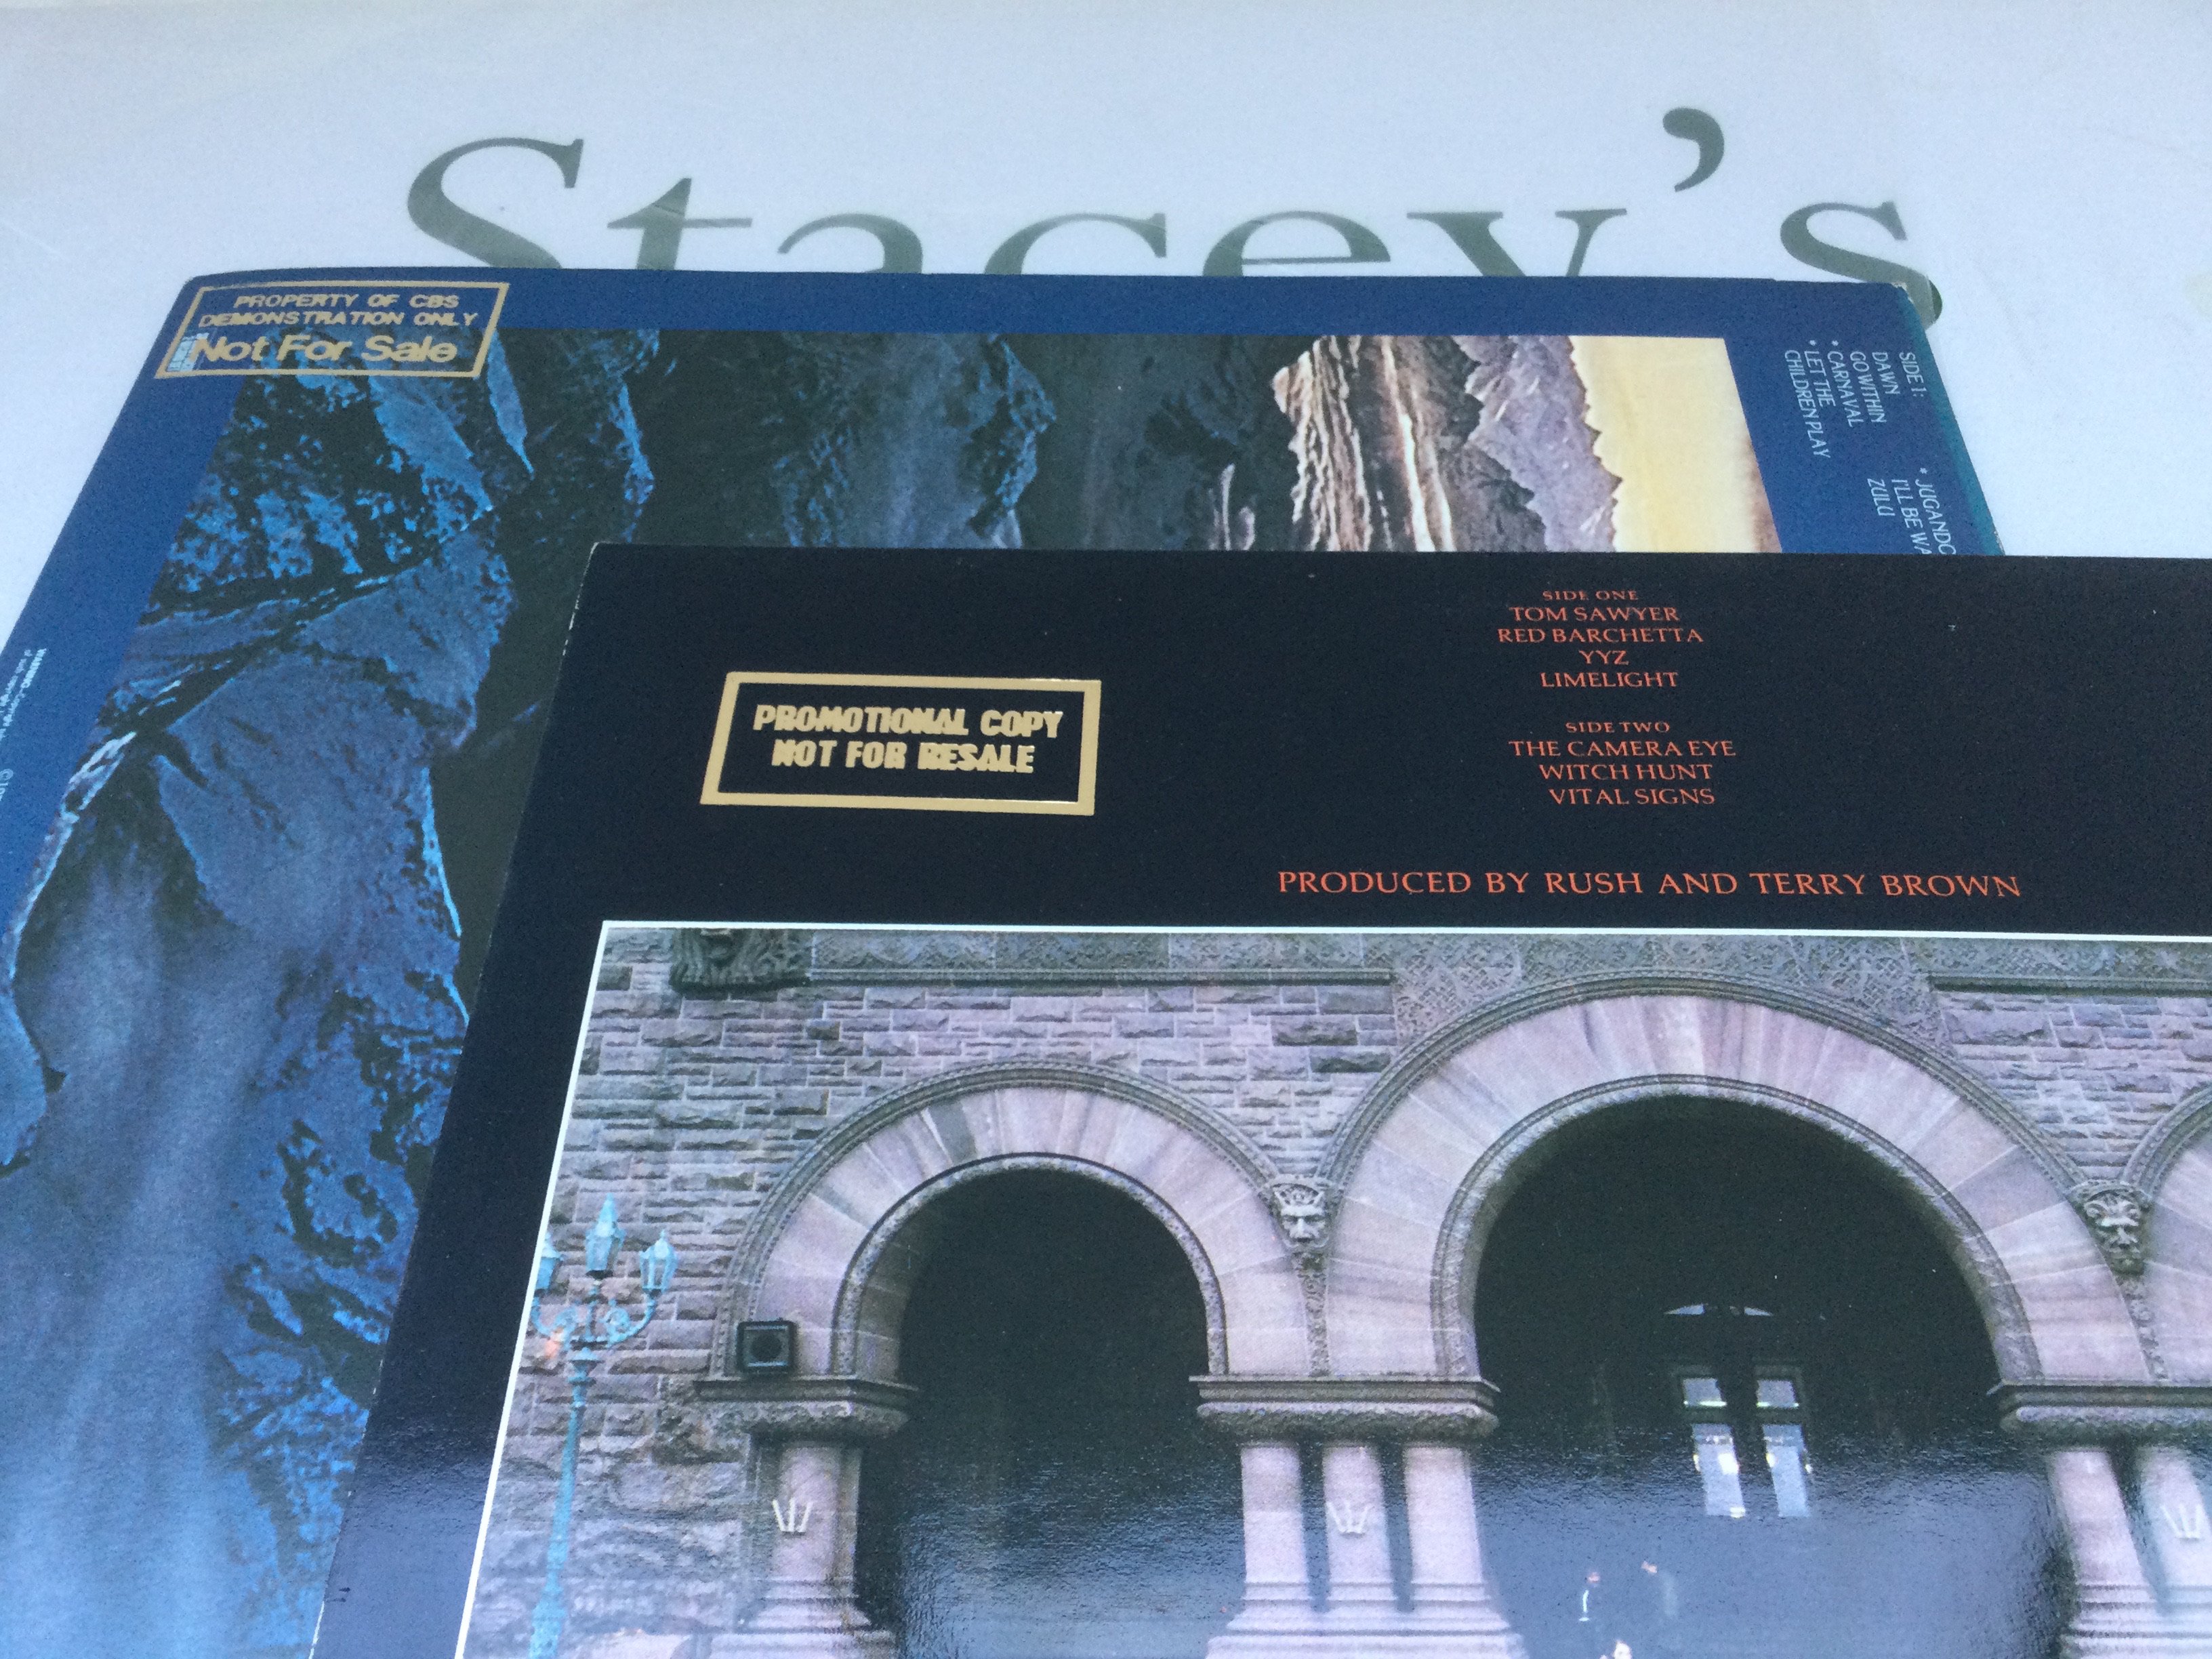 Stacey's
PROPERTY OF CBS
DEMONSTRATION ONLY
Not For Sale
SIDE 1:
DAWN
GO WITHIN
* CARNAVAL
* LET THE
CHILDREN PLAY
* JUGANDO
I'LL BE WA
ZULU
SIDE ONE
TOM SAWYER
RED BARCHETTA
YYZ
LIMELIGHT
SIDE TWO
THE CAMERA EYE
WITCH HUNT
VITAL SIGNS
PROMOTIONAL COPY
NOT FOR RESALE
PRODUCED BY RUSH AND TERRY BROWN